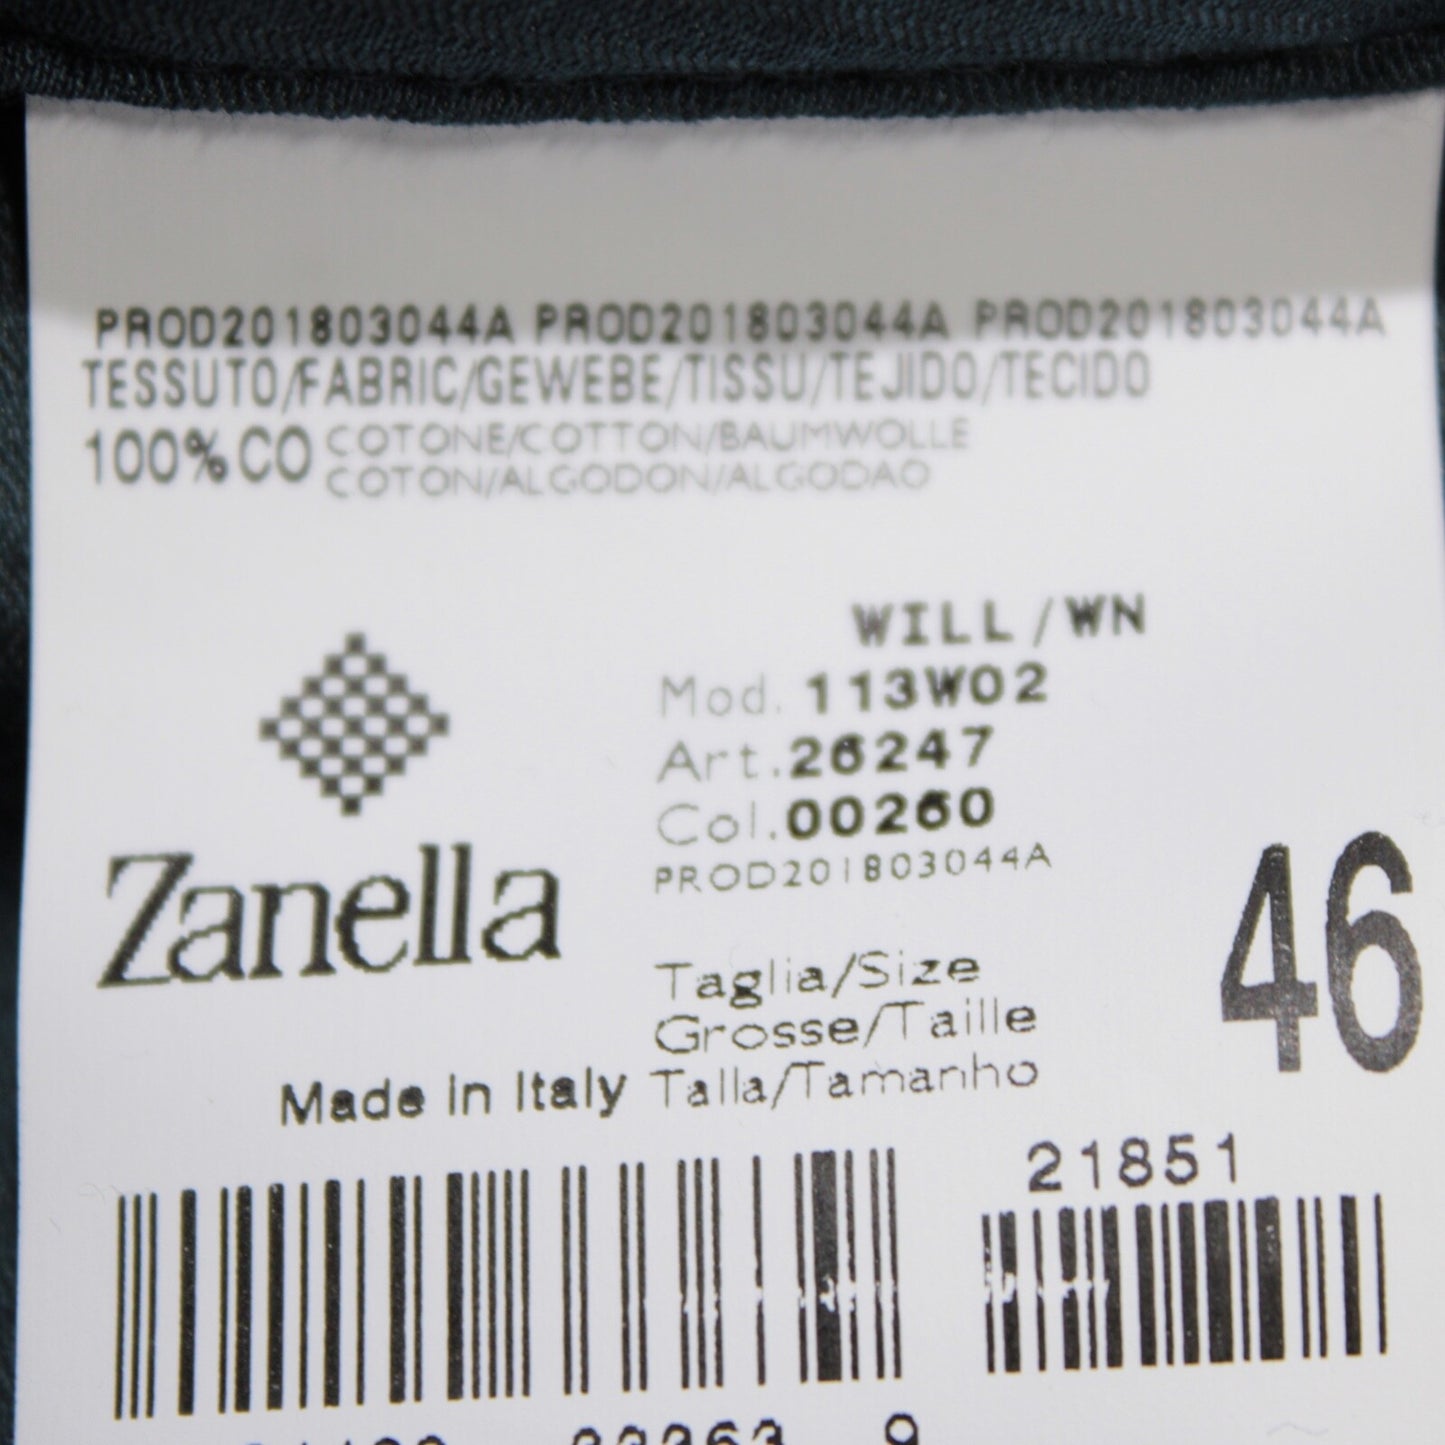 PROD201803044A PROD201803044A PROD201803044A
TESSUTO/FABRIC/GEWEBE/TISSU/TEJIDO/TECIDO
100%CO COTONE/COTTON/BAUMWOLLE
COTON/ALGODON/ALGODAO
WILL/WN
Mod. 113W02
Art.26247
Col.00260
PROD201803044A
Zanella
46
Taglia/Size
Grosse/Taille
Made in Italy Talla/Tamanho
21851